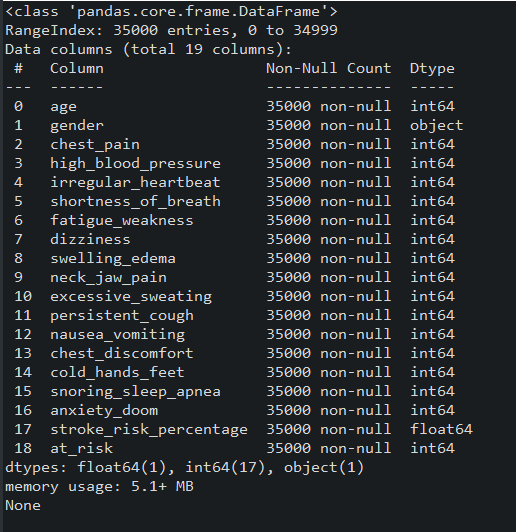 <class 'pandas.core.frame.DataFrame'>
RangeIndex: 35000 entries, 0 to 34999
Data columns (total 19 columns):
 #   Column                  Non-Null Count  Dtype
---  ------                  --------------  -----
 0   age                     35000 non-null  int64
 1   gender                  35000 non-null  object
 2   chest_pain              35000 non-null  int64
 3   high_blood_pressure     35000 non-null  int64
 4   irregular_heartbeat     35000 non-null  int64
 5   shortness_of_breath     35000 non-null  int64
 6   fatigue_weakness        35000 non-null  int64
 7   dizziness               35000 non-null  int64
 8   swelling_edema          35000 non-null  int64
 9   neck_jaw_pain           35000 non-null  int64
 10  excessive_sweating      35000 non-null  int64
 11  persistent_cough        35000 non-null  int64
 12  nausea_vomiting         35000 non-null  int64
 13  chest_discomfort        35000 non-null  int64
 14  cold_hands_feet         35000 non-null  int64
 15  snoring_sleep_apnea     35000 non-null  int64
 16  anxiety_doom            35000 non-null  int64
 17  stroke_risk_percentage  35000 non-null  float64
 18  at_risk                 35000 non-null  int64
dtypes: float64(1), int64(17), object(1)
memory usage: 5.1+ MB
None